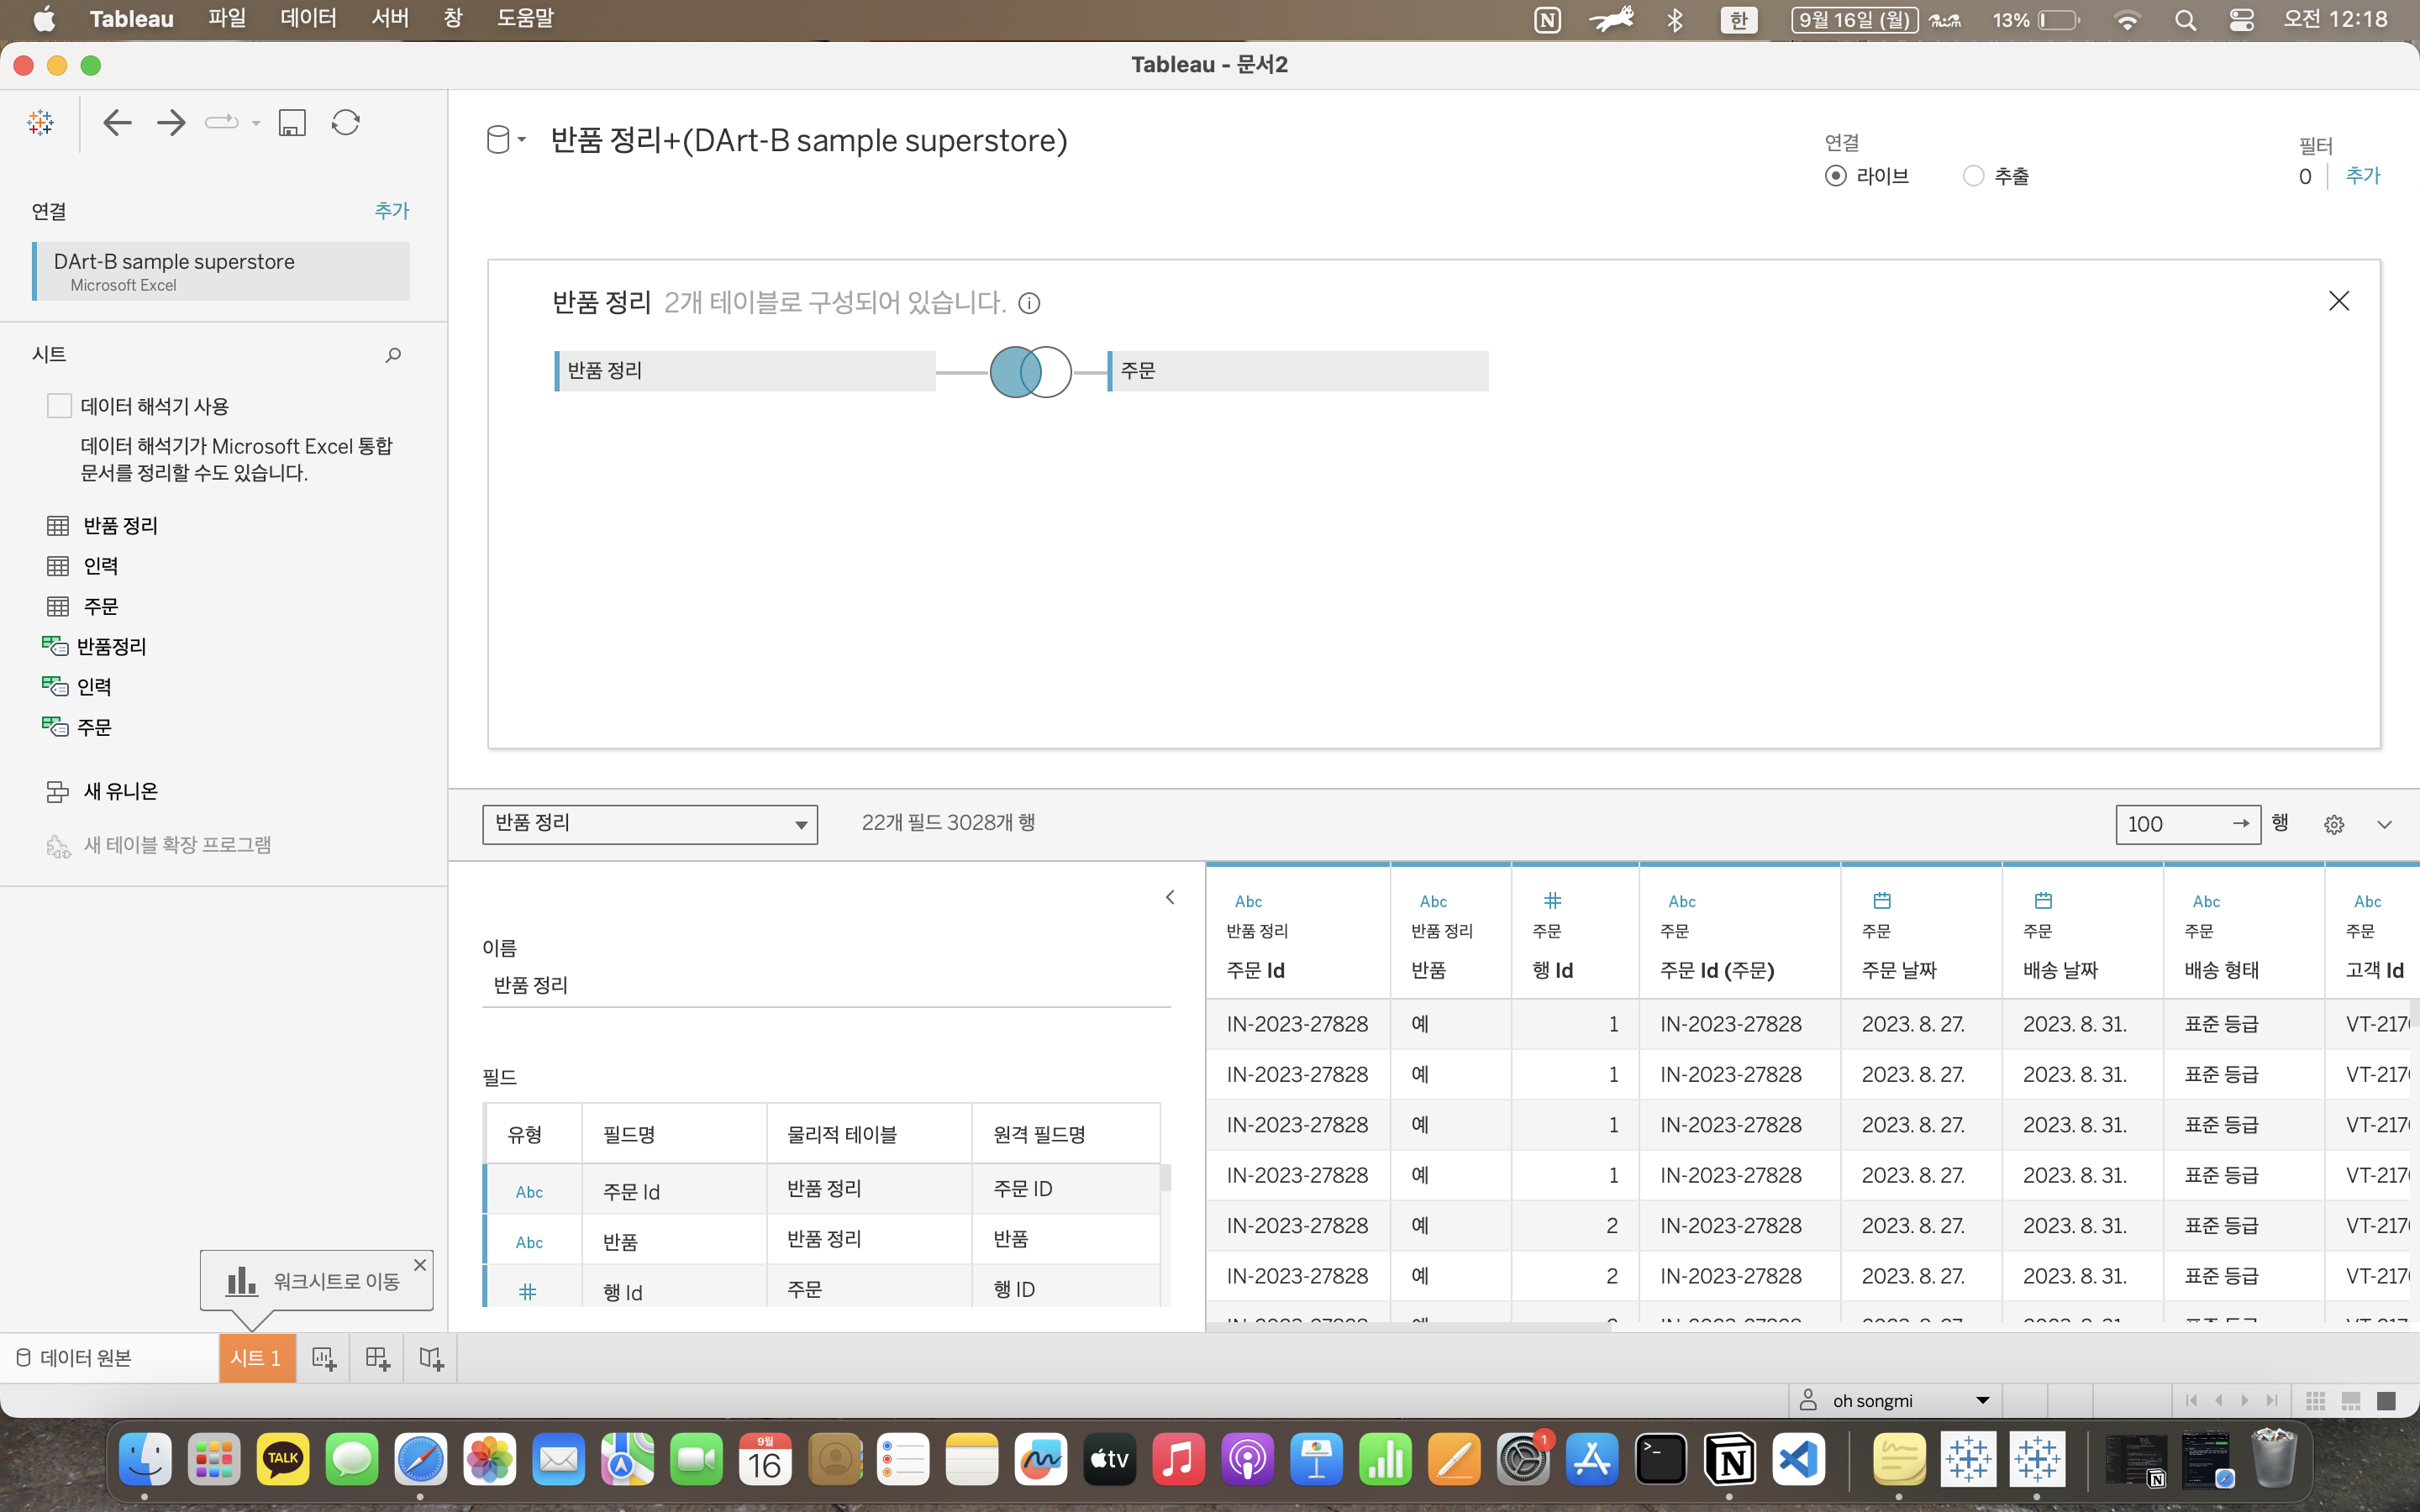 Tableau 파일 데이터 서버 창 도움말 한 9월 16일 (월) 13% 오전 12:18
Tableau - 문서2
연결 추가
DArt-B sample superstore
Microsoft Excel
시트
데이터 해석기 사용
데이터 해석기가 Microsoft Excel 통합
문서를 정리할 수도 있습니다.
반품 정리
인력
주문
반품정리
인력
주문
새 유니온
새 테이블 확장 프로그램
반품 정리+(DArt-B sample superstore)
연결
라이브 추출
필터
0 추가
반품 정리 2개 테이블로 구성되어 있습니다.
반품 정리 주문
반품 정리 22개 필드 3028개 행 100 행
이름
반품 정리
필드
유형 필드명 물리적 테이블 원격 필드명
Abc 주문 Id 반품 정리 주문 ID
Abc 반품 반품 정리 반품
행 Id 주문 행 ID
Abc Abc Abc Abc Abc
반품 정리 반품 정리 주문 주문 주문 주문 주문 주문
주문 Id 반품 행 Id 주문 Id (주문) 주문 날짜 배송 날짜 배송 형태 고객 Id
IN-2023-27828 예 1 IN-2023-27828 2023. 8. 27. 2023. 8. 31. 표준 등급 VT-217
IN-2023-27828 예 1 IN-2023-27828 2023. 8. 27. 2023. 8. 31. 표준 등급 VT-217
IN-2023-27828 예 1 IN-2023-27828 2023. 8. 27. 2023. 8. 31. 표준 등급 VT-217
IN-2023-27828 예 1 IN-2023-27828 2023. 8. 27. 2023. 8. 31. 표준 등급 VT-217
IN-2023-27828 예 2 IN-2023-27828 2023. 8. 27. 2023. 8. 31. 표준 등급 VT-217
IN-2023-27828 예 2 IN-2023-27828 2023. 8. 27. 2023. 8. 31. 표준 등급 VT-217
워크시트로 이동
데이터 원본 시트 1
oh songmi
TALK 9월 16 tv 1